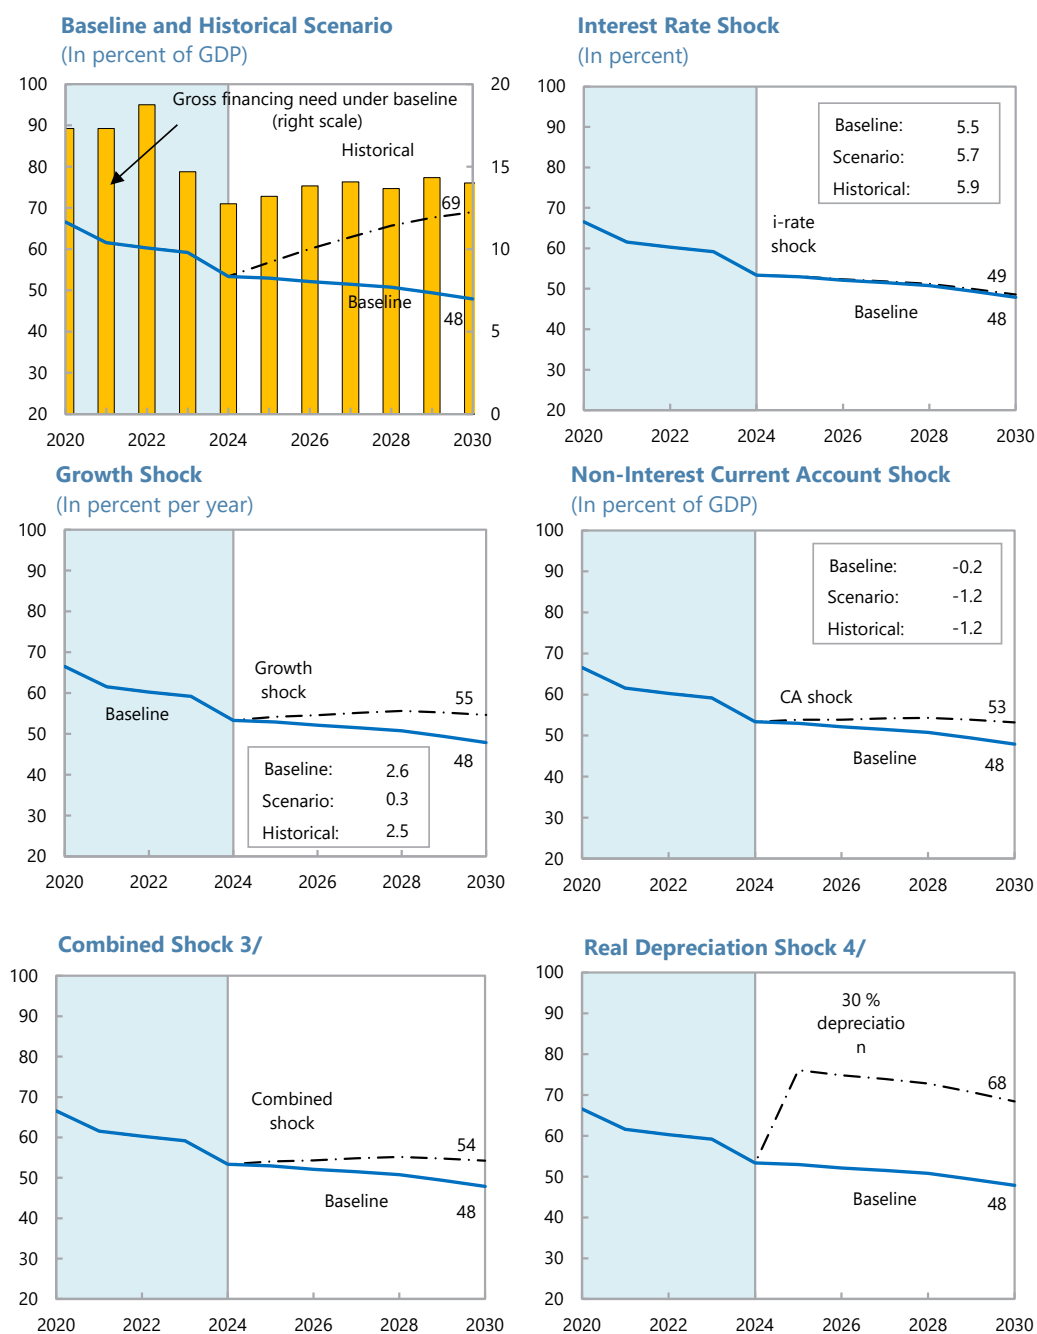 Baseline and Historical Scenario
(In percent of GDP)
100
90
80
70
60
50
40
30
20
20
15
10
5
0
Gross financing need under baseline
(right scale)
Historical
69
Baseline
48
2020 2022 2024 2026 2028 2030
Interest Rate Shock
(In percent)
100
90
80
70
60
50
40
30
20
Baseline: 5.5
Scenario: 5.7
Historical: 5.9
i-rate
shock
49
Baseline
48
2020 2022 2024 2026 2028 2030
Growth Shock
(In percent per year)
100
90
80
70
60
50
40
30
20
Growth
shock
55
Baseline
48
Baseline: 2.6
Scenario: 0.3
Historical: 2.5
2020 2022 2024 2026 2028 2030
Non-Interest Current Account Shock
(In percent of GDP)
100
90
80
70
60
50
40
30
20
Baseline: -0.2
Scenario: -1.2
Historical: -1.2
CA shock
53
Baseline
48
2020 2022 2024 2026 2028 2030
Combined Shock 3/
100
90
80
70
60
50
40
30
20
Combined
shock
54
Baseline
48
2020 2022 2024 2026 2028 2030
Real Depreciation Shock 4/
100
90
80
70
60
50
40
30
20
30 %
depreciatio
n
68
Baseline
48
2020 2022 2024 2026 2028 2030